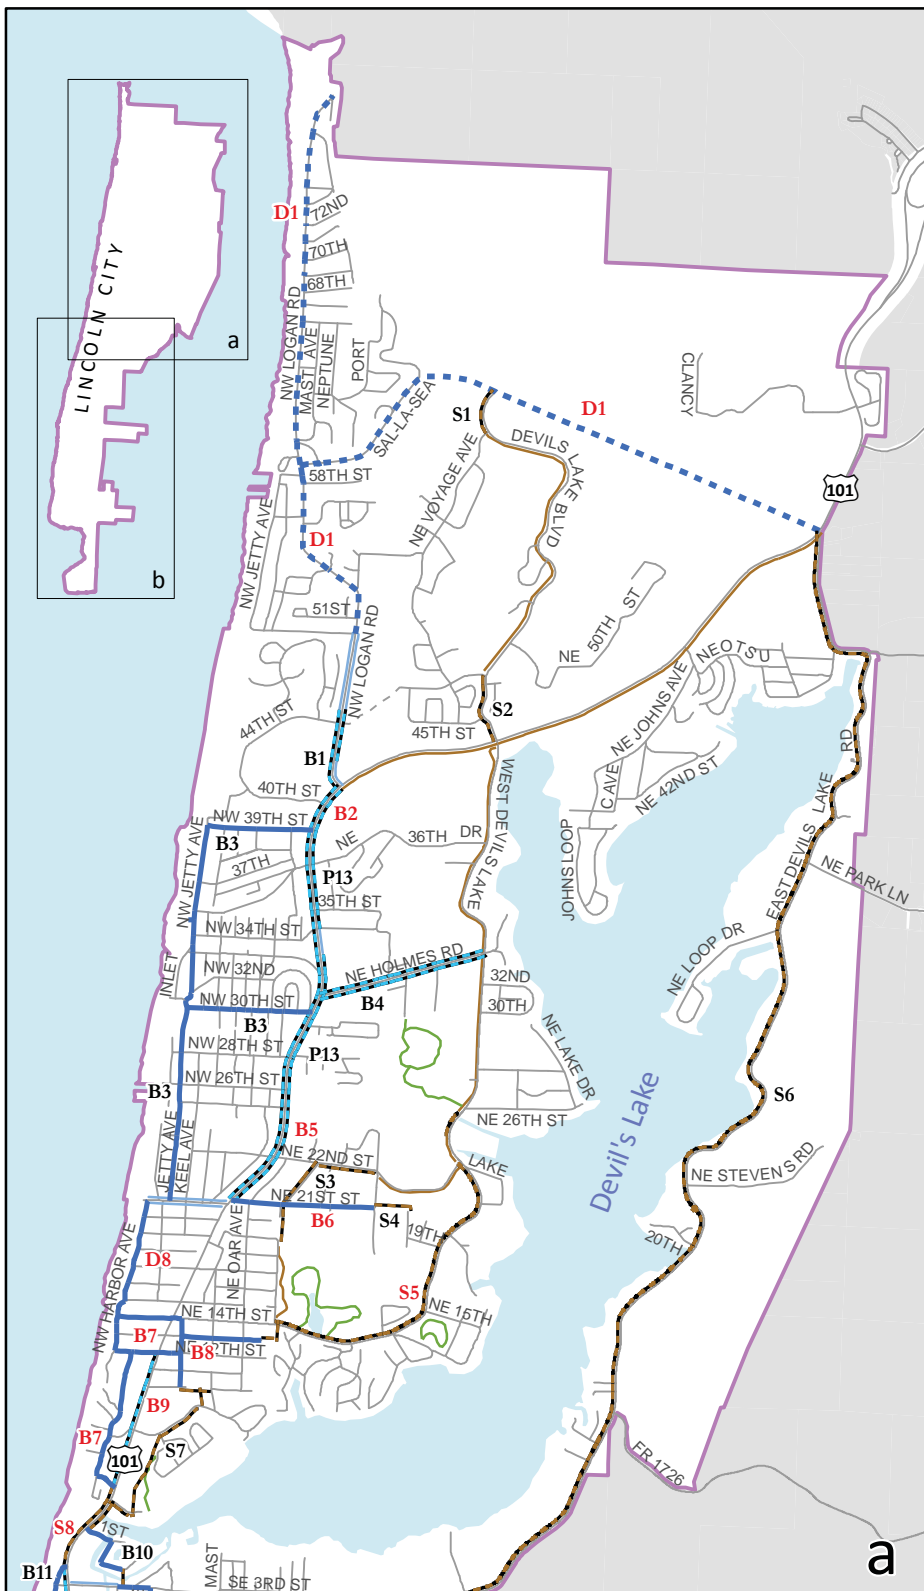 LINCOLN CITY
a
b
D1
72ND
70TH
68TH
NW LOGAN RD
MAST AVE
NEPTUNE
PORT
SAL-LA-SEA
58TH ST
CLANCY
D1
S1
DEVILS LAKE BLVD
NE VOYAGE AVE
101
NW JETTY AVE
D1
51ST
NW LOGAN RD
NE 50TH ST
NEOTSU
NE JOHNS AVE
44TH ST
45TH ST
S2
B1
40TH ST
B2
C AVE
NE 42ND ST
EAST DEVILS LAKE RD
WEST DEVILS LAKE
NW 39TH ST
B3
NW JETTY AVE
37TH
NE 36TH DR
P13
35TH ST
JOHNS LOOP
NE PARK LN
NW 34TH ST
NW 32ND
INLET
NE HOLMES RD
NE LOOP DR
NW 30TH ST
B3
B4
32ND
30TH
NW 28TH ST
P13
NE LAKE DR
NW 26TH ST
B3
Devil's Lake
S6
JETTY AVE
KEEL AVE
B5
NE 26TH ST
NE 22ND ST
S3
LAKE
NE STEVENS RD
NE 21ST ST
B6
S4
19TH
20TH
NE OAR AVE
NW HARBOR AVE
D8
S5
NE 14TH ST
NE 15TH
B7
B8
NE 12TH ST
B9
B7
S7
101
FR 1726
S8
1ST
B10
B11
MAST
SE 3RD ST
a